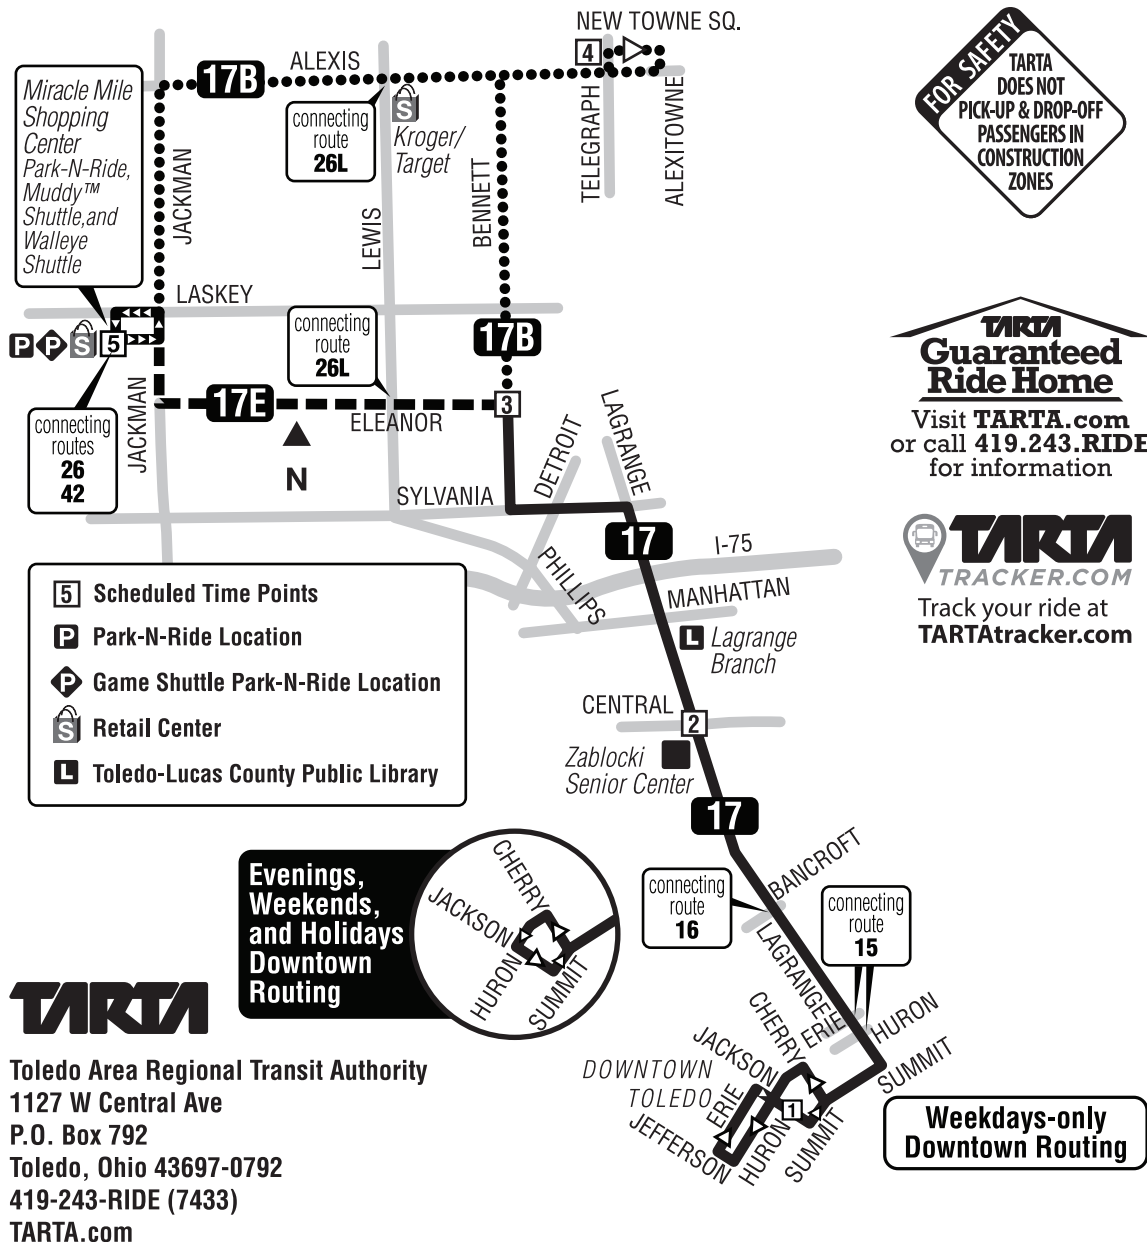 NEW TOWNE SQ.
4
ALEXIS
17B
Miracle Mile
Shopping
Center
Park-N-Ride,
Muddy™
Shuttle,and
Walleye
Shuttle
connecting
route
26L
S
Kroger/
Target
TELEGRAPH
ALEXITOWNE
JACKMAN
LEWIS
BENNETT
FOR SAFETY
TARTA
DOES NOT
PICK-UP & DROP-OFF
PASSENGERS IN
CONSTRUCTION
ZONES
LASKEY
P
P
S
5
connecting
route
26L
17B
TARTA
Guaranteed
Ride Home
Visit TARTA.com
or call 419.243.RIDE
for information
JACKMAN
17E
ELEANOR
3
connecting
routes
26
42
N
DETROIT
LAGRANGE
SYLVANIA
17
I-75
PHILLIPS
MANHATTAN
TARTA
TRACKER.COM
Track your ride at
TARTAtracker.com
5 Scheduled Time Points
P Park-N-Ride Location
P Game Shuttle Park-N-Ride Location
S Retail Center
L Toledo-Lucas County Public Library
L Lagrange
Branch
CENTRAL
2
Zablocki
Senior Center
17
Evenings,
Weekends,
and Holidays
Downtown
Routing
CHERRY
JACKSON
HURON
SUMMIT
connecting
route
16
BANCROFT
connecting
route
15
LAGRANGE
ERIE
HURON
SUMMIT
CHERRY
JACKSON
DOWNTOWN
TOLEDO
ERIE
1
JEFFERSON
HURON
SUMMIT
Weekdays-only
Downtown Routing
TARTA
Toledo Area Regional Transit Authority
1127 W Central Ave
P.O. Box 792
Toledo, Ohio 43697-0792
419-243-RIDE (7433)
TARTA.com